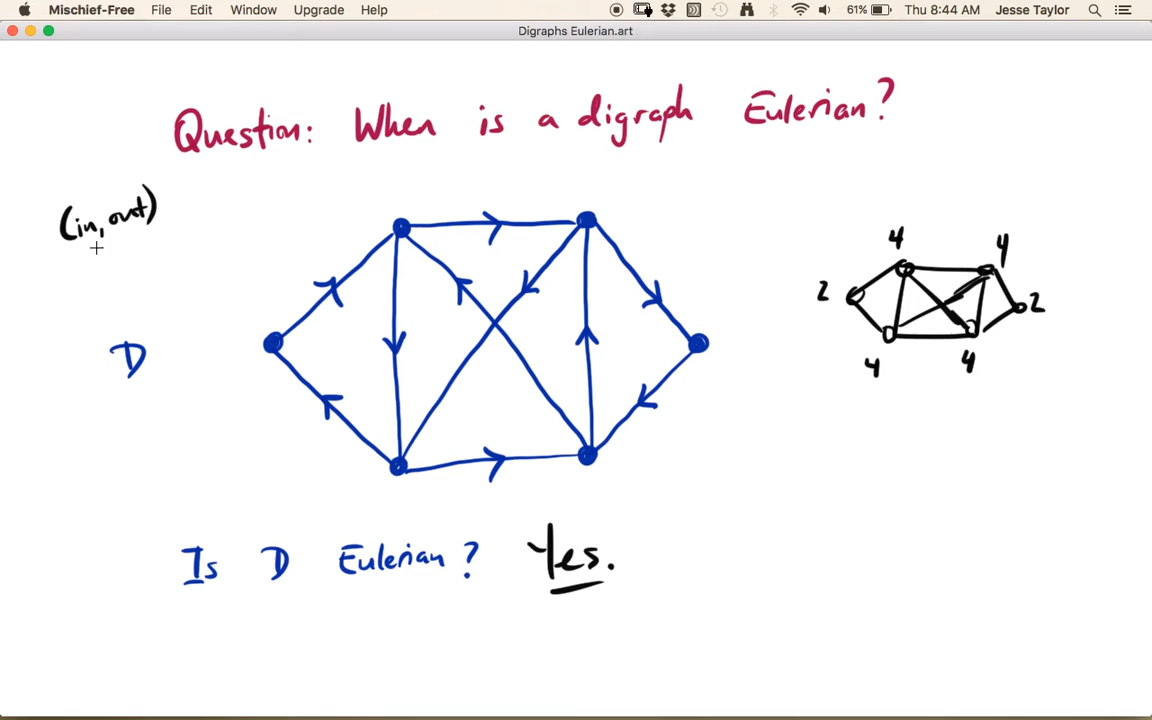 Mischief-Free File Edit Window Upgrade Help 61% Thu 8:44 AM Jesse Taylor
Digraphs Eulerian.art
Question: When is a digraph Eulerian?
(in, out)
4 4
2 2
D
4 4
Is D Eulerian? Yes.